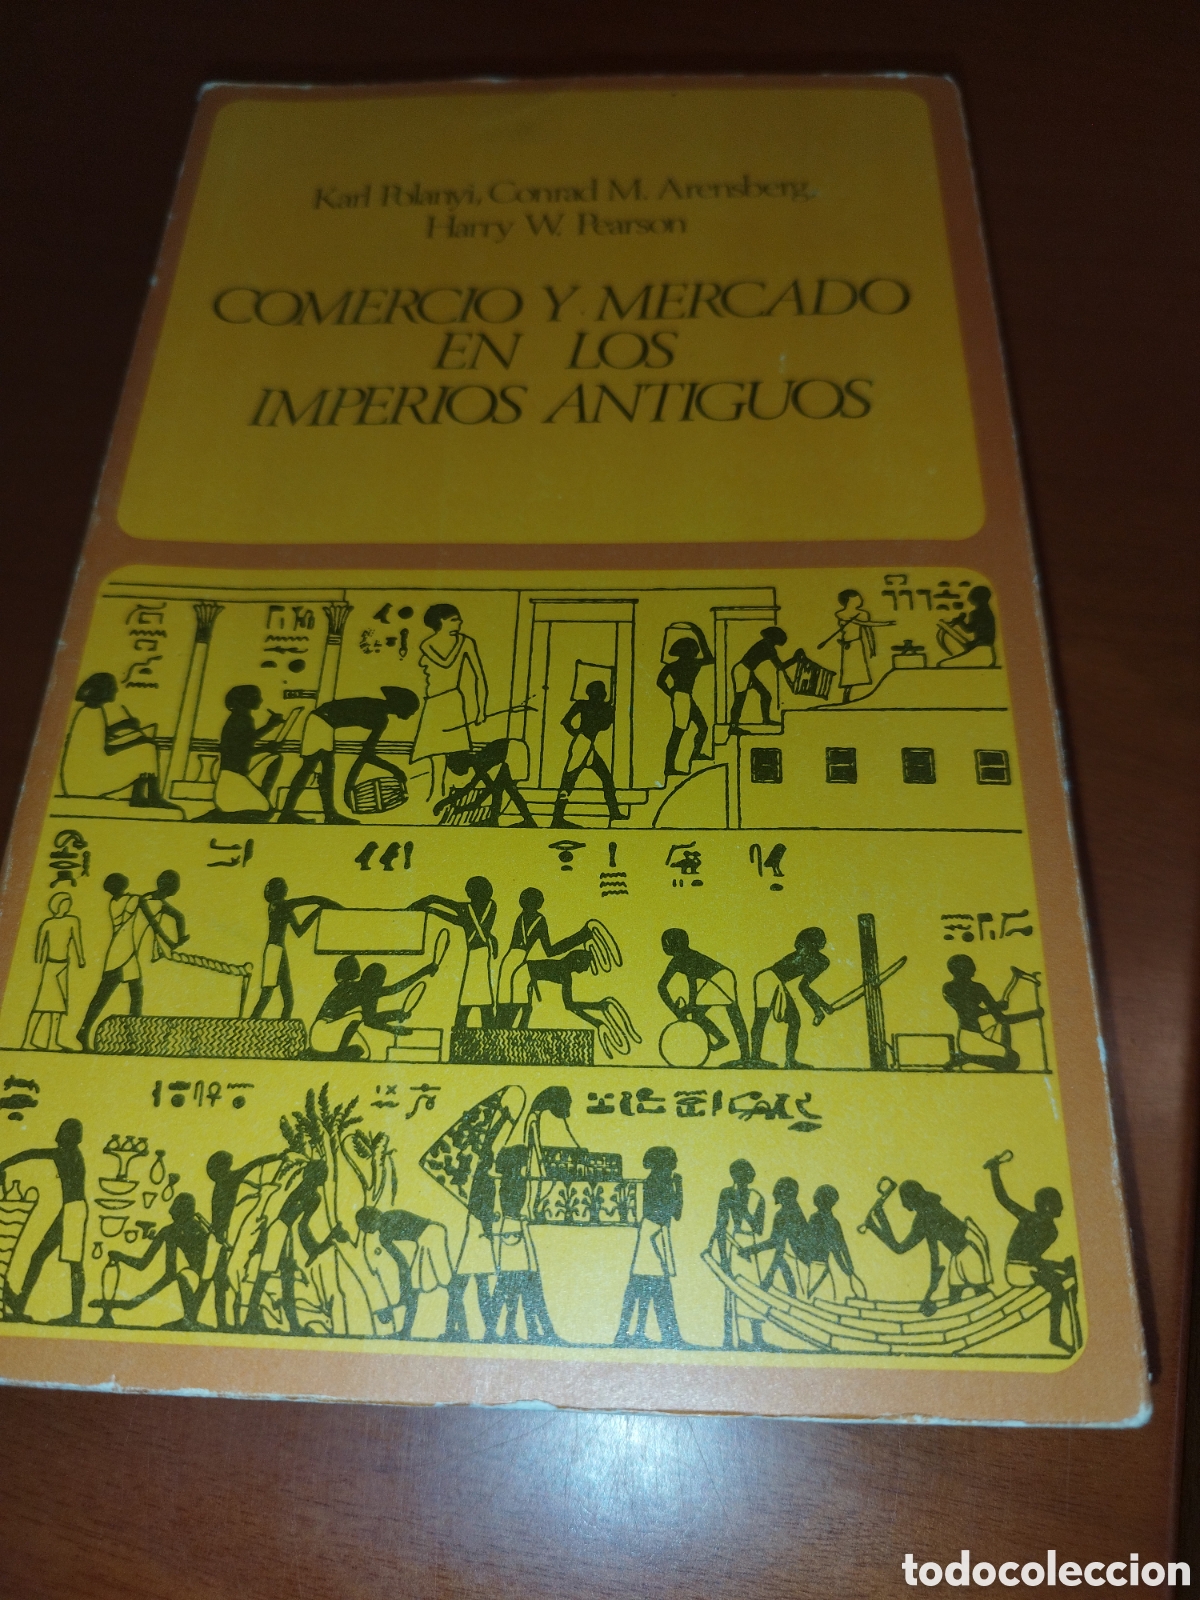 Karl Polanyi, Conrad M. Arensberg,
Harry W. Pearson
COMERCIO Y MERCADO
EN LOS
IMPERIOS ANTIGUOS
todocoleccion